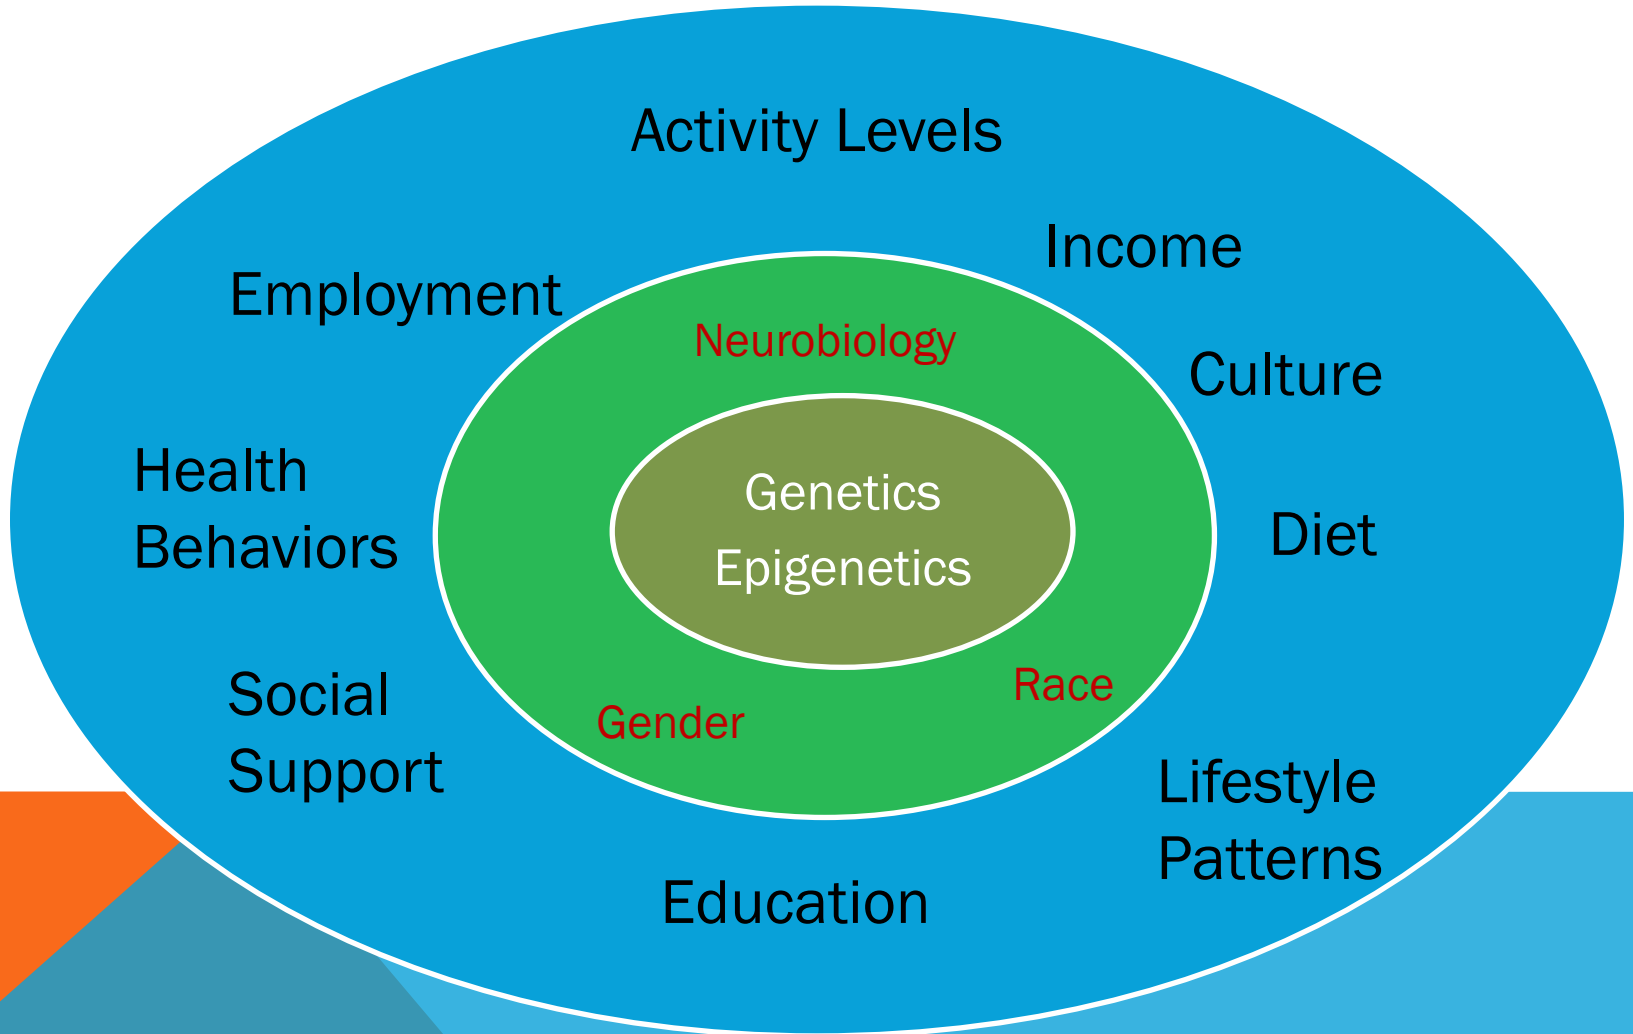 Activity Levels
Income
Employment
Neurobiology
Culture
Health
Behaviors
Genetics
Epigenetics
Diet
Social
Support
Gender
Race
Lifestyle
Patterns
Education